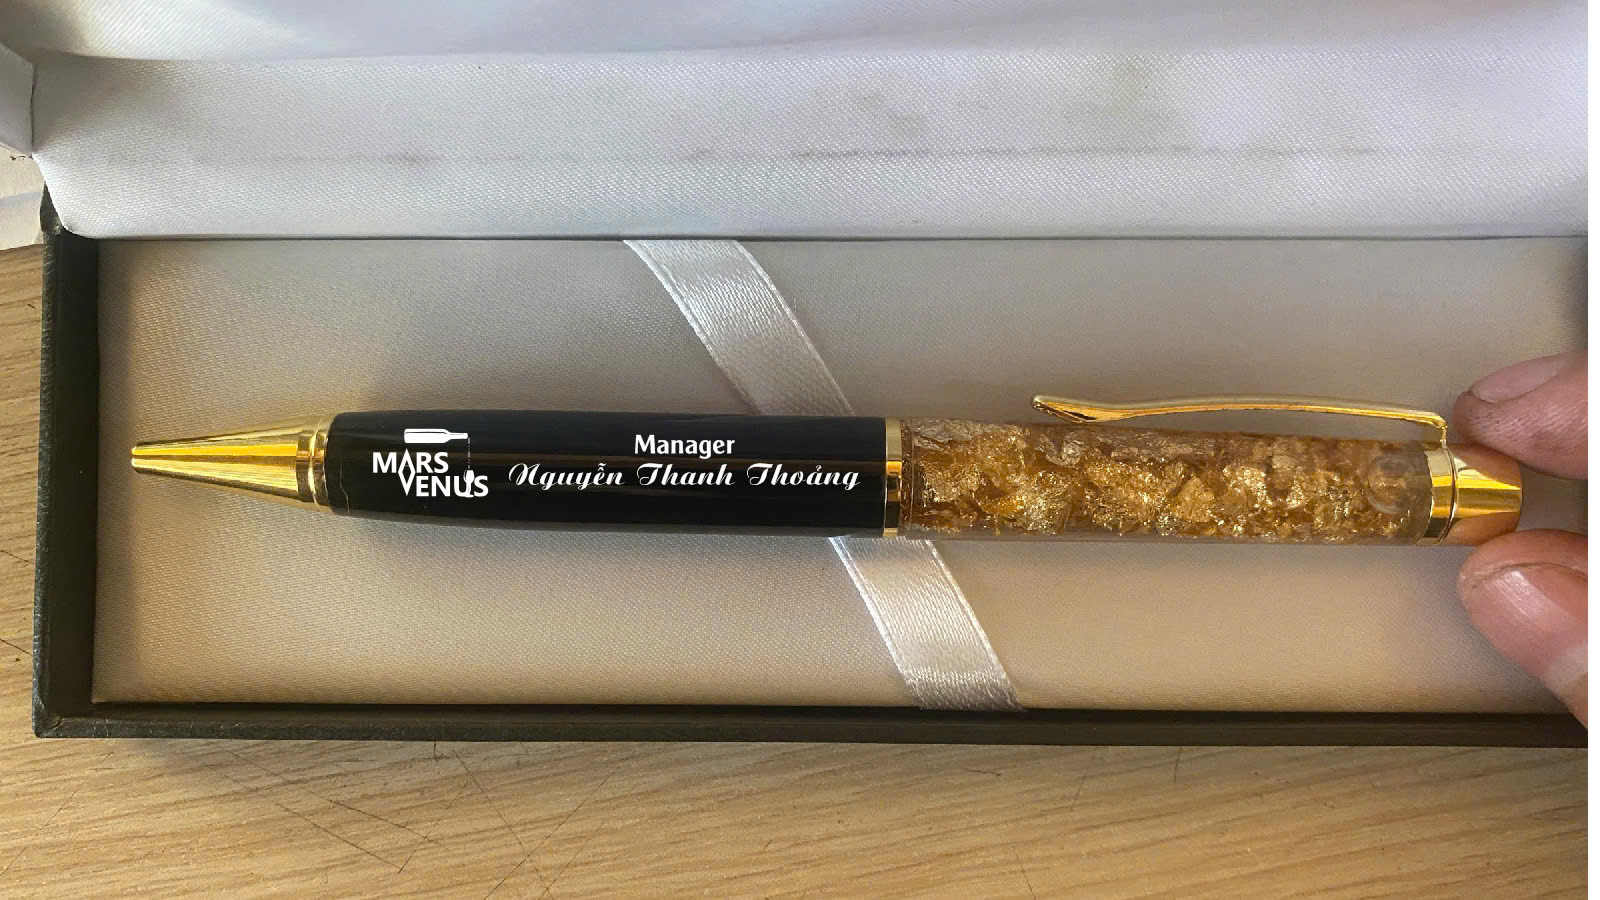 MARS
VENUS
Manager
Nguyễn Thanh Thoảng